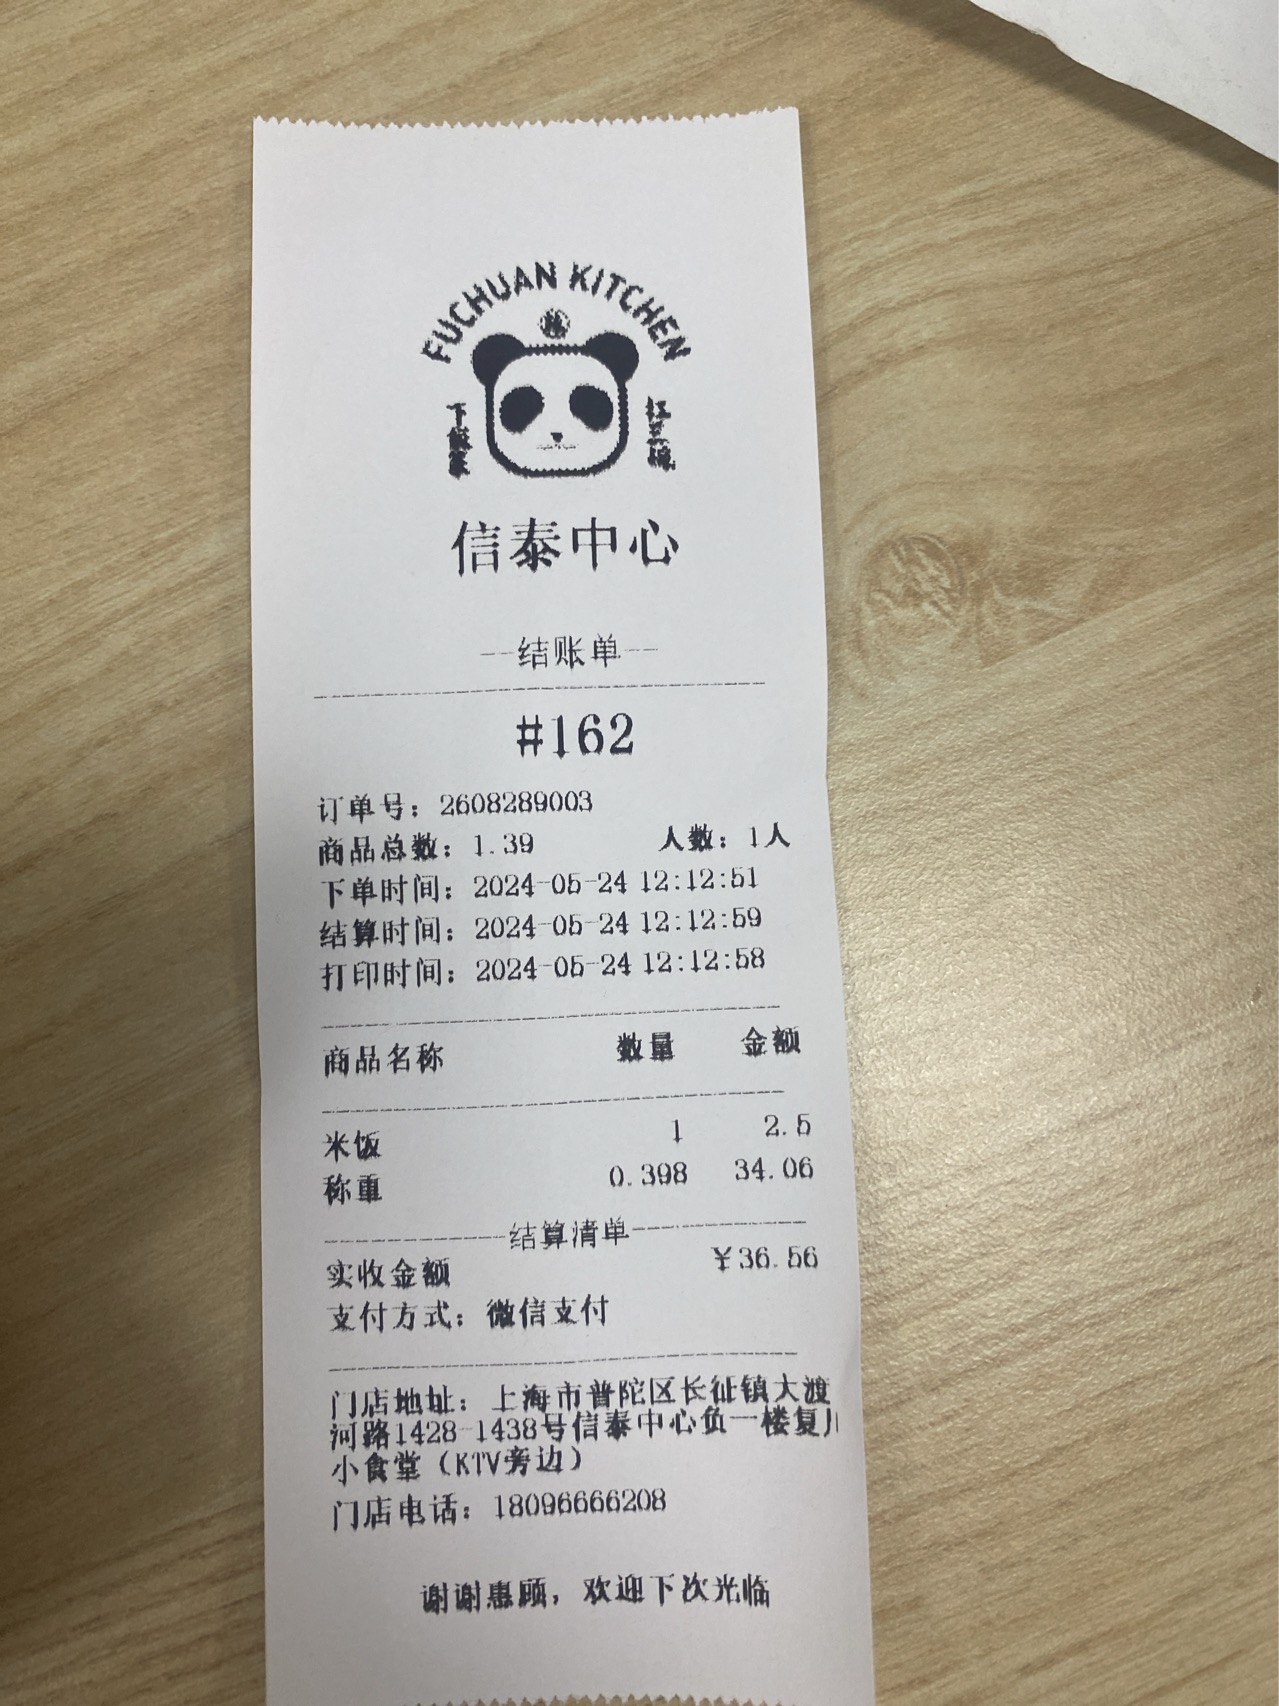 FUCHUAN KITCHEN
下饭家
信泰中心
结账单
#162
订单号：2608289003
商品总数：1.39 人数：1人
下单时间：2024-05-24 12:12:51
结算时间：2024-05-24 12:12:59
打印时间：2024-05-24 12:12:58
商品名称 数量 金额
米饭 1 2.5
称重 0.398 34.06
结算清单
实收金额 ¥36.56
支付方式：微信支付
门店地址：上海市普陀区长征镇大渡
河路1428-1438号信泰中心负一楼复川
小食堂（KTV旁边）
门店电话：18096666208
谢谢惠顾，欢迎下次光临